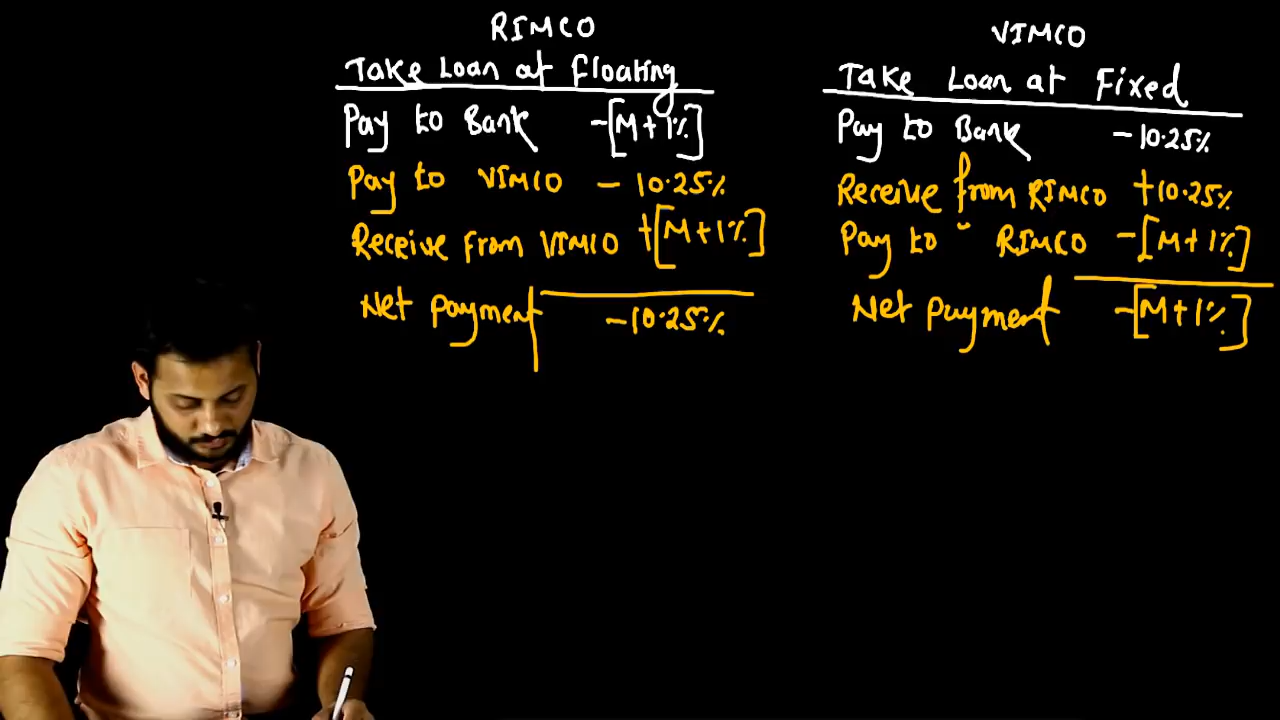 RIMCO
Take Loan at Floating
Pay to Bank -[M+1%]
Pay to VIMCO - 10.25%
Receive from VIMCO +[M+1%]
Net payment -10.25%
VIMCO
Take Loan at Fixed
Pay to Bank -10.25%
Receive from RIMCO +10.25%
Pay to RIMCO -[M+1%]
Net Payment -[M+1%]